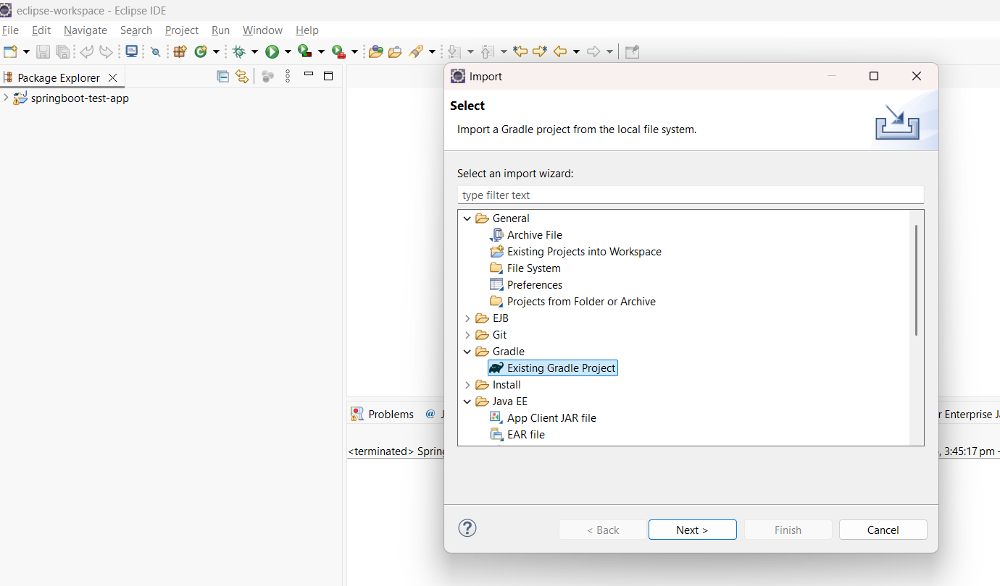 eclipse-workspace - Eclipse IDE
File Edit Navigate Search Project Run Window Help
Package Explorer
springboot-test-app
Import
Select
Import a Gradle project from the local file system.
Select an import wizard:
type filter text
General
Archive File
Existing Projects into Workspace
File System
Preferences
Projects from Folder or Archive
EJB
Git
Gradle
Existing Gradle Project
Install
Java EE
App Client JAR file
EAR file
? < Back Next > Finish Cancel
Problems @ r Enterprise J
<terminated> Spring , 3:45:17 pm -